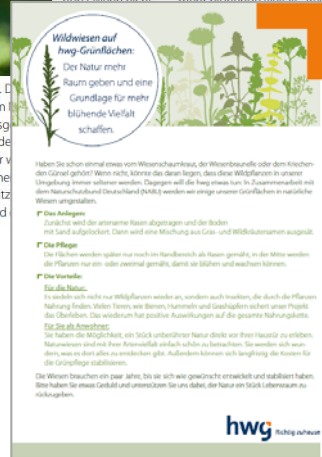 Wildwiesen auf
hwg-Grünflächen:
Der Natur mehr
Raum geben und eine
Grundlage für mehr
blühende Vielfalt
schaffen.
Haben Sie schon einmal etwas vom Wiesenschaumkraut, der Wiesenbraunelle oder dem Kriechen-
den Günsel gehört? Wenn nicht, könnte das daran liegen, dass diese Wildpflanzen in unserer
Umgebung immer seltener werden. Dagegen will die hwg etwas tun: In Zusammenarbeit mit
dem Naturschutzbund Deutschland (NABU) werden wir einige unserer Grünflächen in natürliche
Wiesen umgestalten.
Das Anliegen:
Zunächst wird der artenarme Rasen abgetragen und der Boden
mit Sand aufgelockert. Dann wird eine Mischung aus Gras- und Wildkräutersamen ausgesät.
Die Pflege:
Die Flächen werden später nur noch im Randbereich als Rasen gemäht, in der Mitte werden
die Pflanzen nur ein- oder zweimal gemäht, damit sie blühen und wachsen können.
Die Vorteile:
Für die Natur:
Es siedeln sich nicht nur Wildpflanzen wieder an, sondern auch Insekten, die durch die Pflanzen
Nahrung finden. Vielen Tieren, wie Bienen, Hummeln und Grashüpfern sichert unser Projekt
das Überleben. Das wiederum hat positive Auswirkungen auf die gesamte Nahrungskette.
Für Sie als Anwohner:
Sie haben die Möglichkeit, ein Stück unberührter Natur direkt vor Ihrer Haustür zu erleben.
Naturwiesen sind mit ihrer Artenvielfalt einfach schön zu betrachten. Sie werden sich wun-
dern, was es dort alles zu entdecken gibt. Außerdem können sich langfristig die Kosten für
die Grünpflege stabilisieren.
Die Wiesen brauchen ein paar Jahre, bis sie sich wie gewünscht entwickelt und stabilisiert haben.
Bitte haben Sie etwas Geduld und unterstützen Sie uns dabei, der Natur ein Stück Lebensraum zu-
rückzugeben.
hwg Richtig zuhause